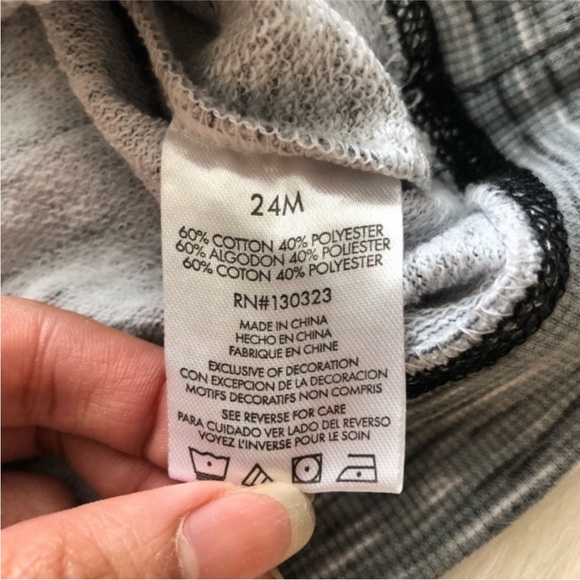 24M
60% COTTON 40% POLYESTER
60% ALGODON 40% POLIESTER
60% COTON 40% POLYESTER
RN#130323
MADE IN CHINA
HECHO EN CHINA
FABRIQUE EN CHINE
EXCLUSIVE OF DECORATION
CON EXCEPCION DE LA DECORACION
MOTIFS DECORATIFS NON COMPRIS
SEE REVERSE FOR CARE
PARA CUIDADO VER LADO DEL REVERSO
VOYEZ L'INVERSE POUR LE SOIN